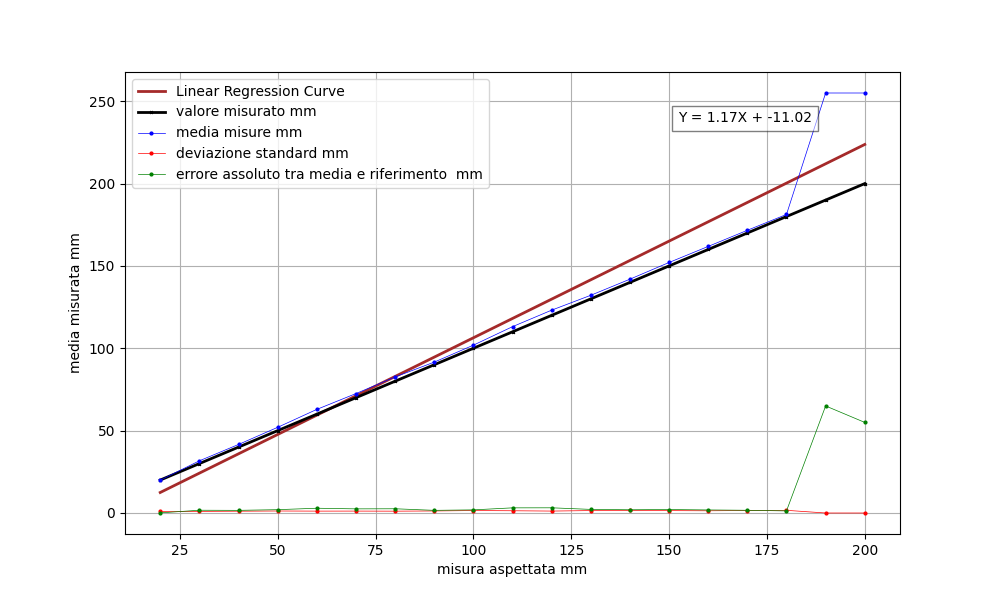 Linear Regression Curve
valore misurato mm
media misure mm
deviazione standard mm
errore assoluto tra media e riferimento  mm
Y = 1.17X + -11.02
media misurata mm
250
200
150
100
50
0
25 50 75 100 125 150 175 200
misura aspettata mm